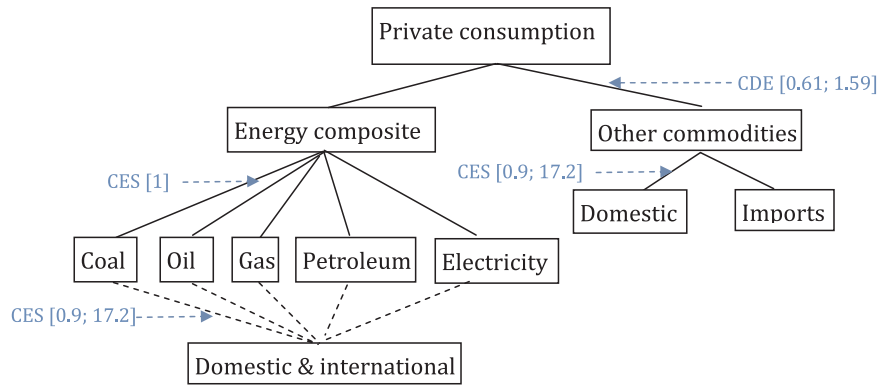 Private consumption
CDE [0.61; 1.59]
Energy composite
Other commodities
CES [1]
CES [0.9; 17.2]
Domestic
Imports
Coal
Oil
Gas
Petroleum
Electricity
CES [0.9; 17.2]
Domestic & international